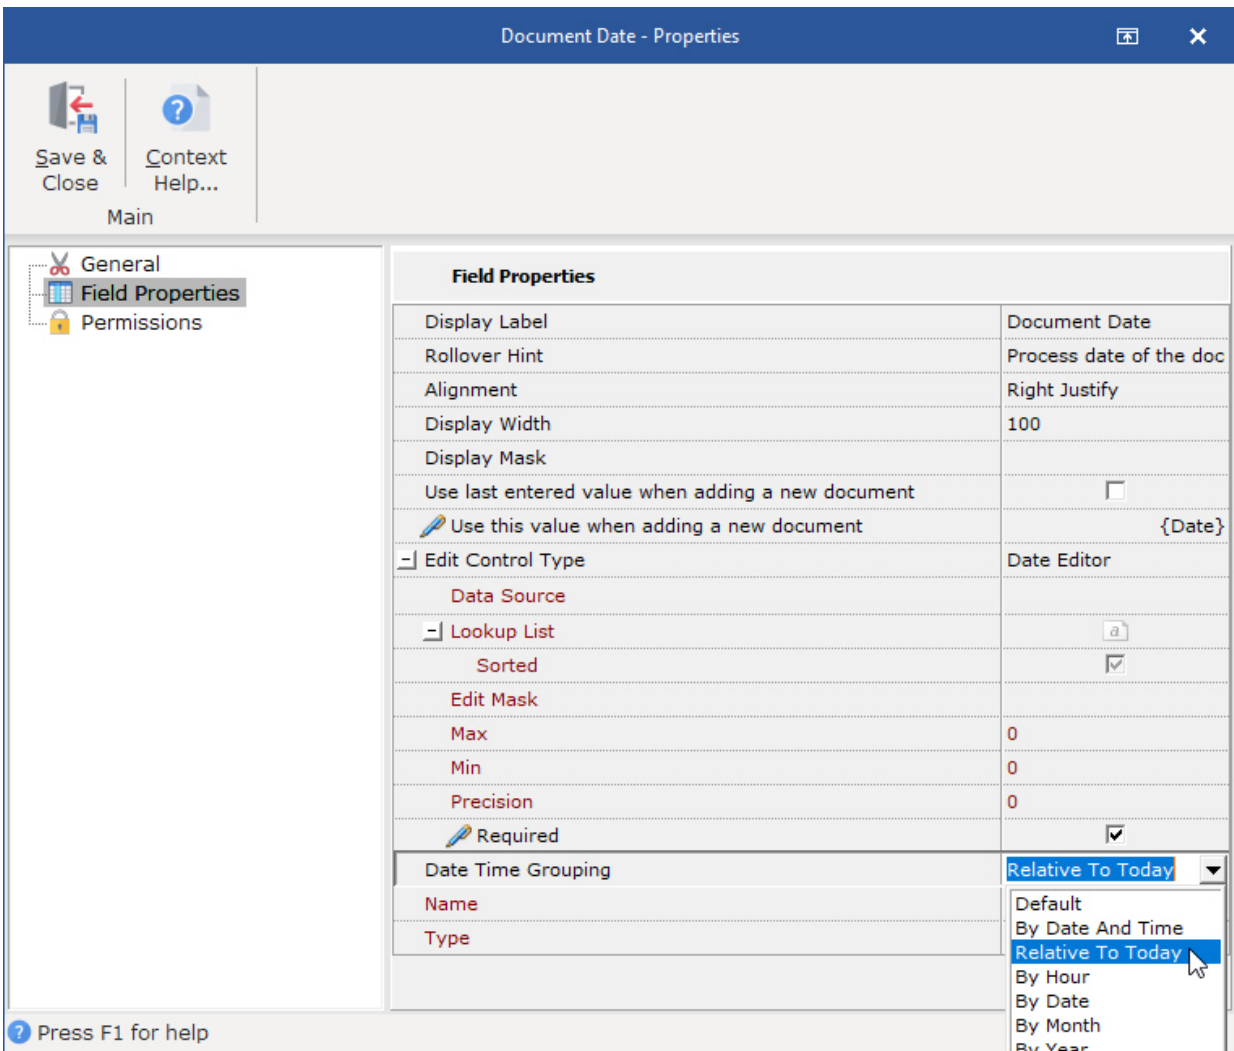 Document Date - Properties
Save & Close
Context Help...
Main
General
Field Properties
Permissions
Field Properties
Display Label Document Date
Rollover Hint Process date of the doc
Alignment Right Justify
Display Width 100
Display Mask
Use last entered value when adding a new document
Use this value when adding a new document {Date}
Edit Control Type Date Editor
Data Source
Lookup List a
Sorted
Edit Mask
Max 0
Min 0
Precision 0
Required
Date Time Grouping Relative To Today
Name
Type
Default
By Date And Time
Relative To Today
By Hour
By Date
By Month
By Year
Press F1 for help